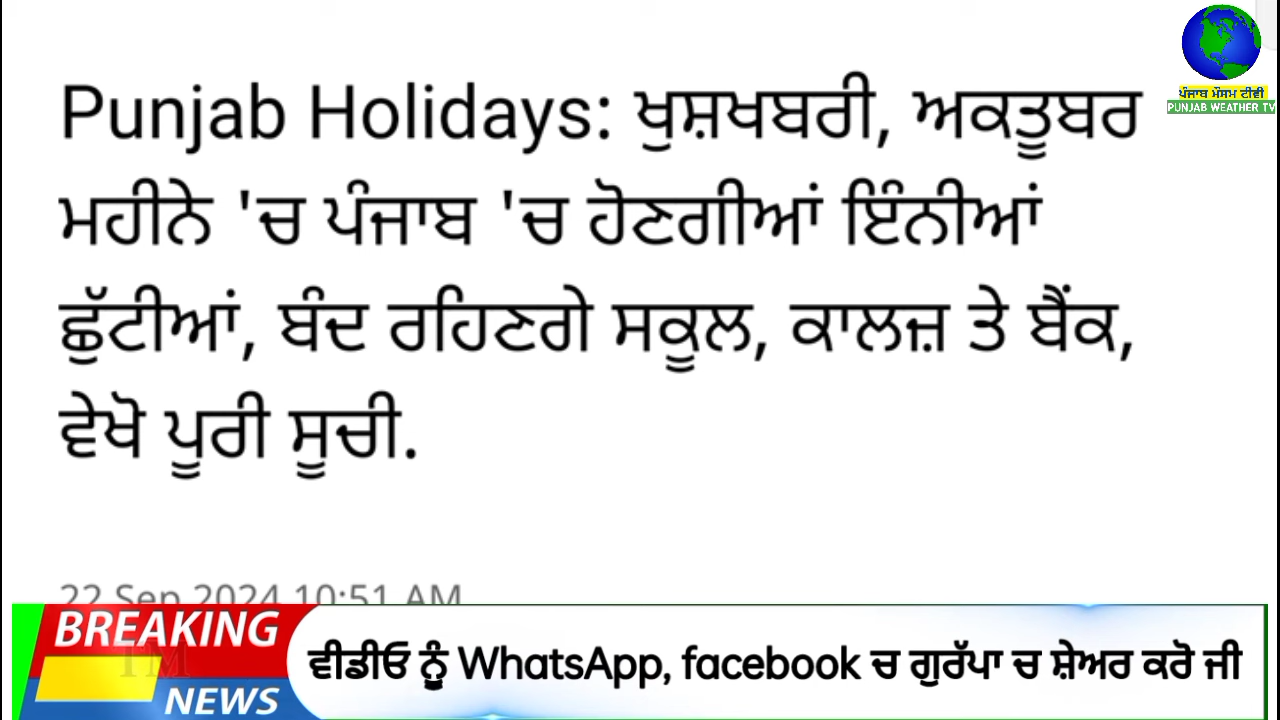 ਪੰਜਾਬ ਮੌਸਮ ਟੀਵੀ
PUNJAB WEATHER TV
Punjab Holidays: ਖੁਸ਼ਖਬਰੀ, ਅਕਤੂਬਰ
ਮਹੀਨੇ 'ਚ ਪੰਜਾਬ 'ਚ ਹੋਣਗੀਆਂ ਇੰਨੀਆਂ
ਛੁੱਟੀਆਂ, ਬੰਦ ਰਹਿਣਗੇ ਸਕੂਲ, ਕਾਲਜ਼ ਤੇ ਬੈਂਕ,
ਵੇਖੋ ਪੂਰੀ ਸੂਚੀ.
22 Sep 2024 10:51 AM
BREAKING
NEWS
ਵੀਡੀਓ ਨੂੰ WhatsApp, facebook ਚ ਗੁਰੱਪਾ ਚ ਸ਼ੇਅਰ ਕਰੋ ਜੀ